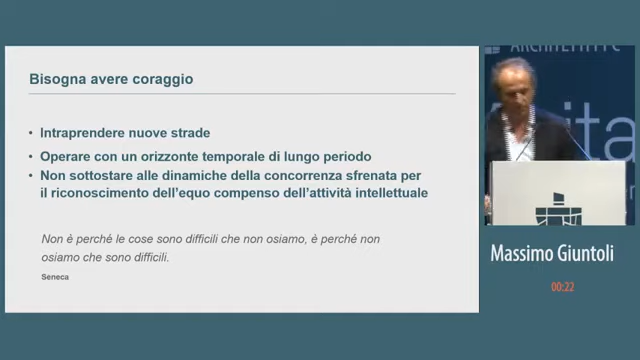 Bisogna avere coraggio
• Intraprendere nuove strade
• Operare con un orizzonte temporale di lungo periodo
• Non sottostare alle dinamiche della concorrenza sfrenata per
il riconoscimento dell'equo compenso dell'attività intellettuale
Non è perché le cose sono difficili che non osiamo, è perché non
osiamo che sono difficili.
Seneca
Massimo Giuntoli
00:22